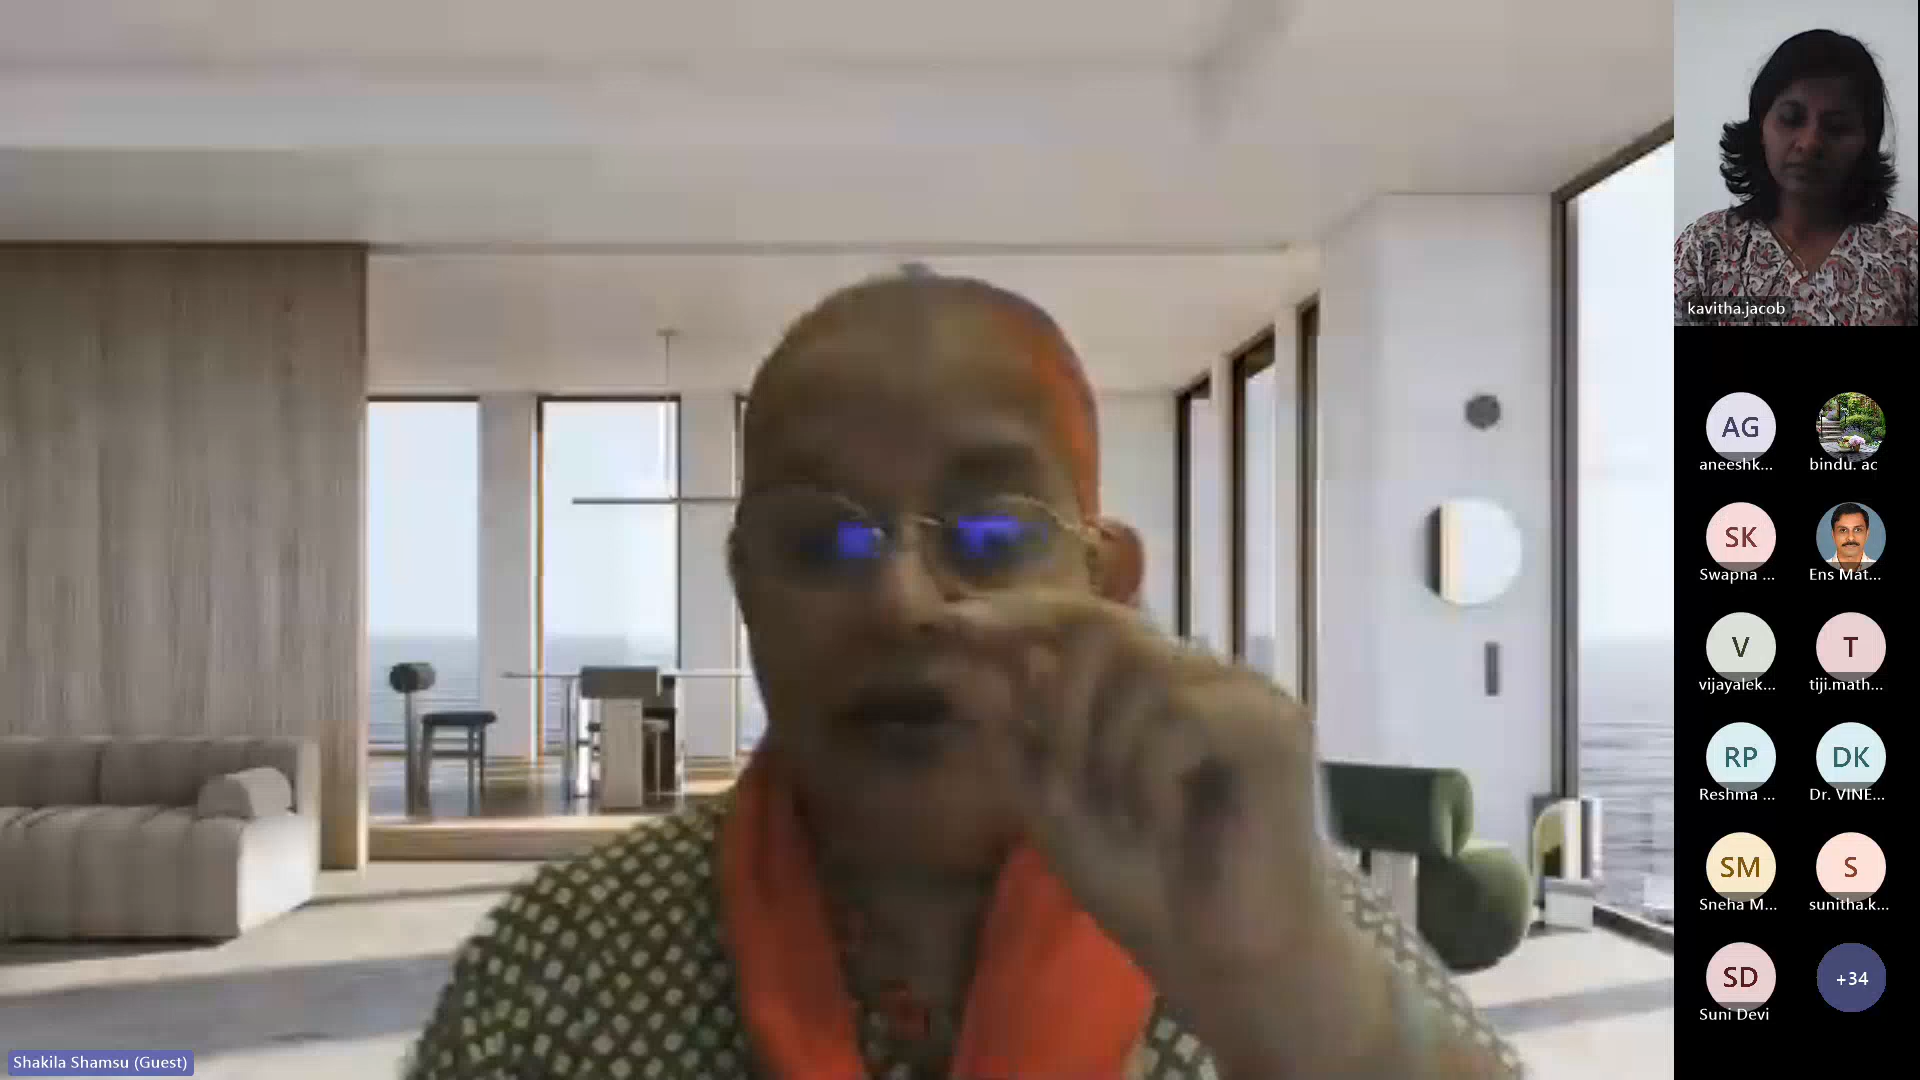 kavitha.jacob
AG
aneeshk...
bindu. ac
SK
Swapna ...
Ens Mat...
V
vijayalek...
T
tiji.math...
RP
Reshma ...
DK
Dr. VINE...
SM
Sneha M...
S
sunitha.k...
SD
Suni Devi
+34
Shakila Shamsu (Guest)